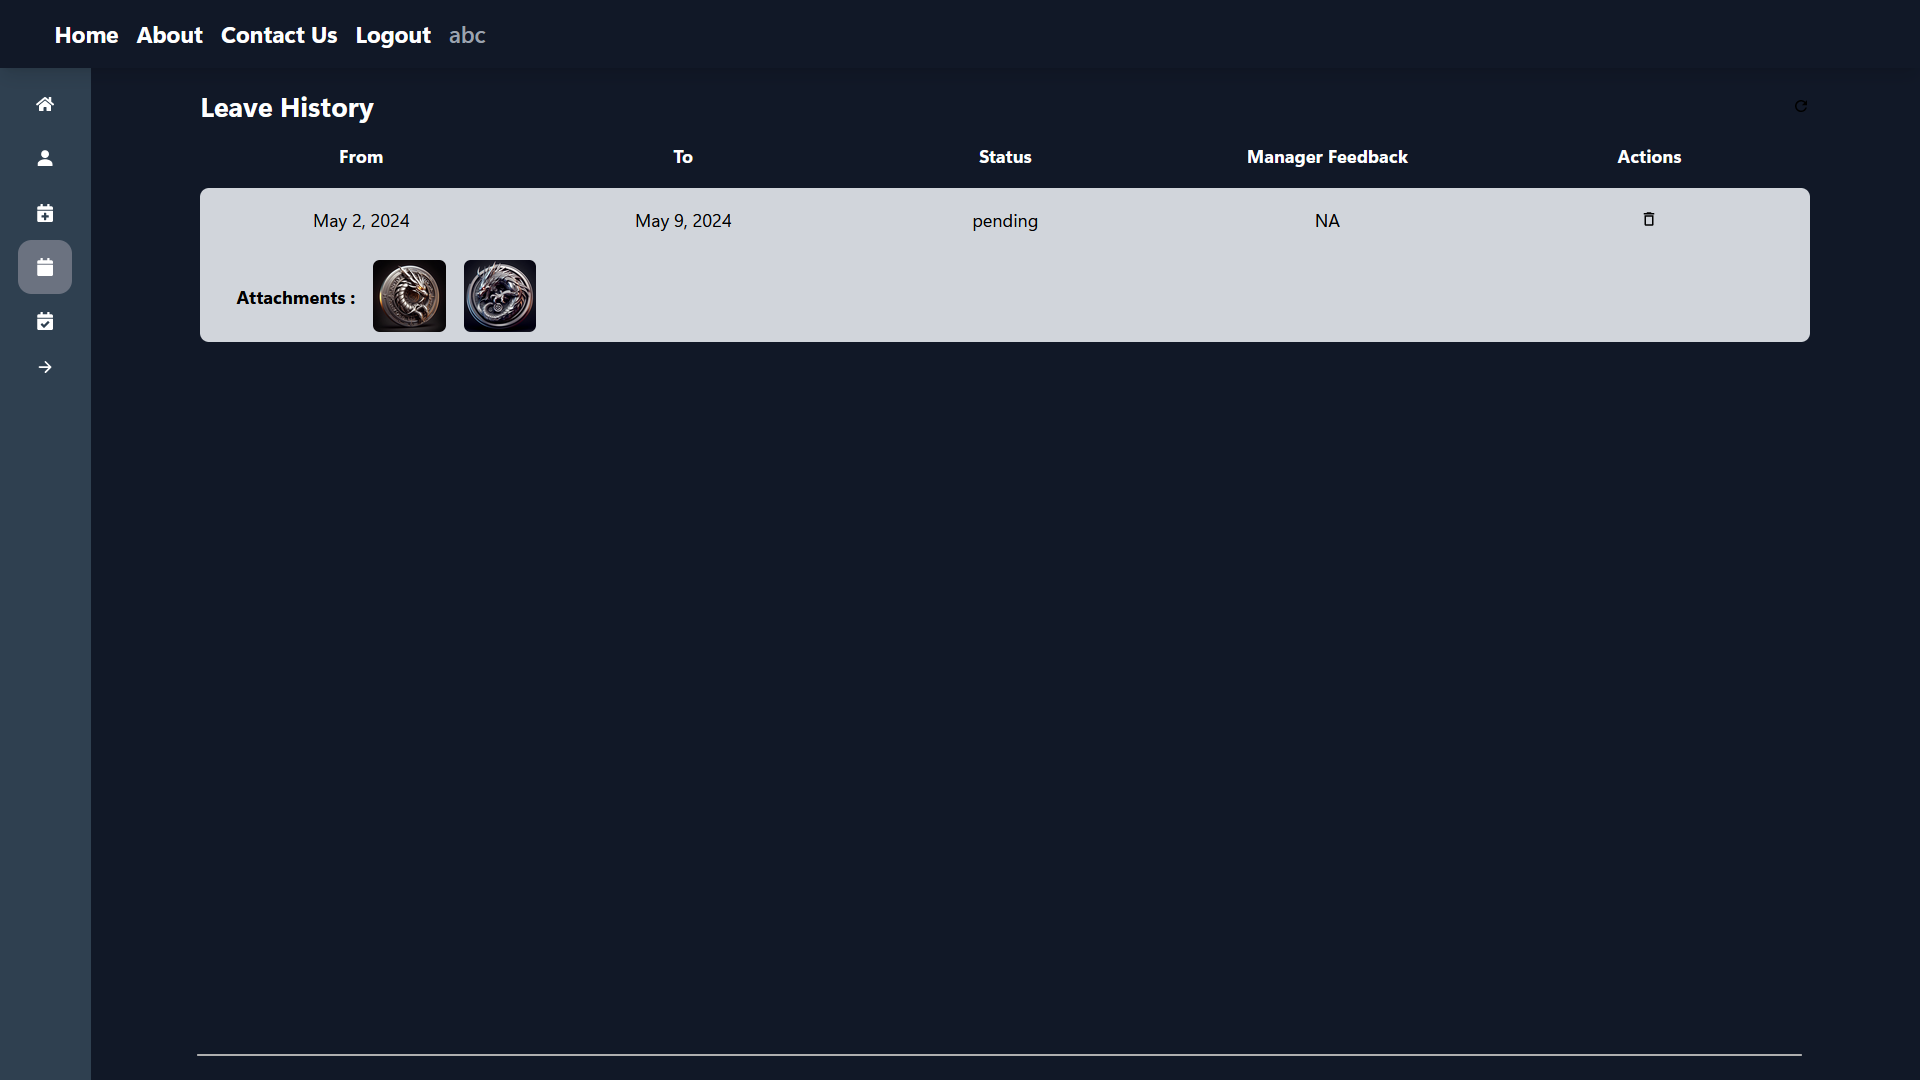 Home About Contact Us Logout abc
Leave History
From To Status Manager Feedback Actions
May 2, 2024 May 9, 2024 pending NA
Attachments :